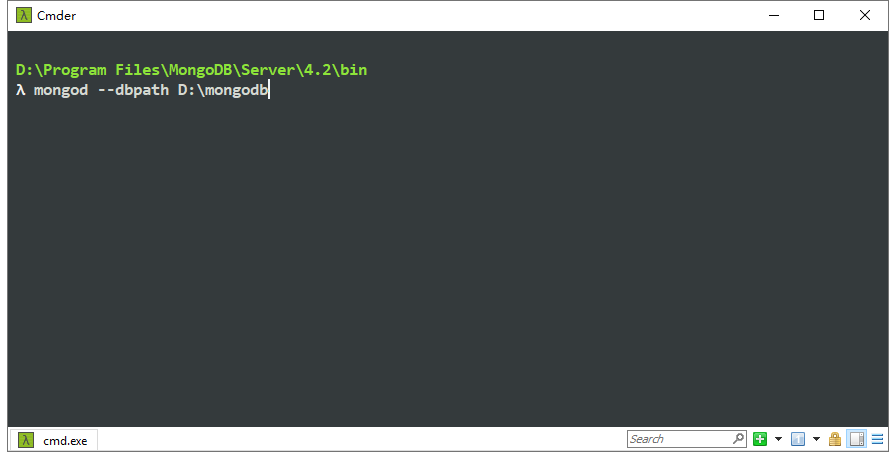 Cmder
D:\Program Files\MongoDB\Server\4.2\bin
λ mongod --dbpath D:\mongodb
cmd.exe
Search